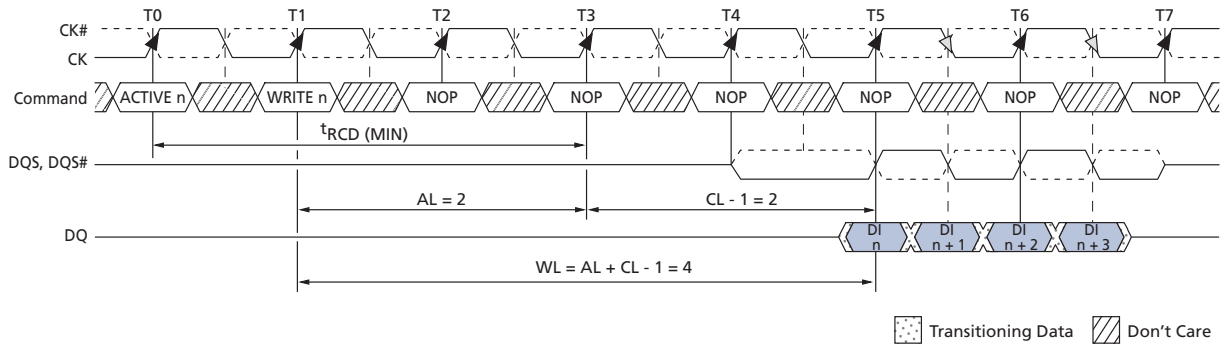 T0 T1 T2 T3 T4 T5 T6 T7
CK#
CK
Command ACTIVE n WRITE n NOP NOP NOP NOP NOP NOP
tRCD (MIN)
DQS, DQS#
AL = 2 CL - 1 = 2
DQ DI n DI n + 1 DI n + 2 DI n + 3
WL = AL + CL - 1 = 4
Transitioning Data Don't Care